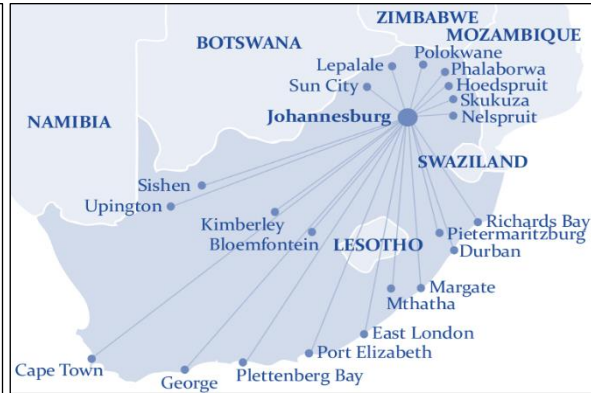 ZIMBABWE
MOZAMBIQUE
BOTSWANA
Polokwane
Lepalale
Phalaborwa
Sun City
Hoedspruit
Skukuza
Johannesburg
Nelspruit
NAMIBIA
SWAZILAND
Sishen
Upington
Kimberley
Richards Bay
Bloemfontein
LESOTHO
Pietermaritzburg
Durban
Margate
Mthatha
East London
Port Elizabeth
Cape Town
Plettenberg Bay
George